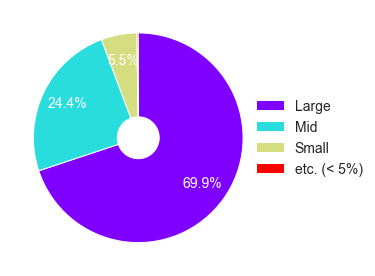 5.5%
24.4%
69.9%
Large
Mid
Small
etc. (< 5%)